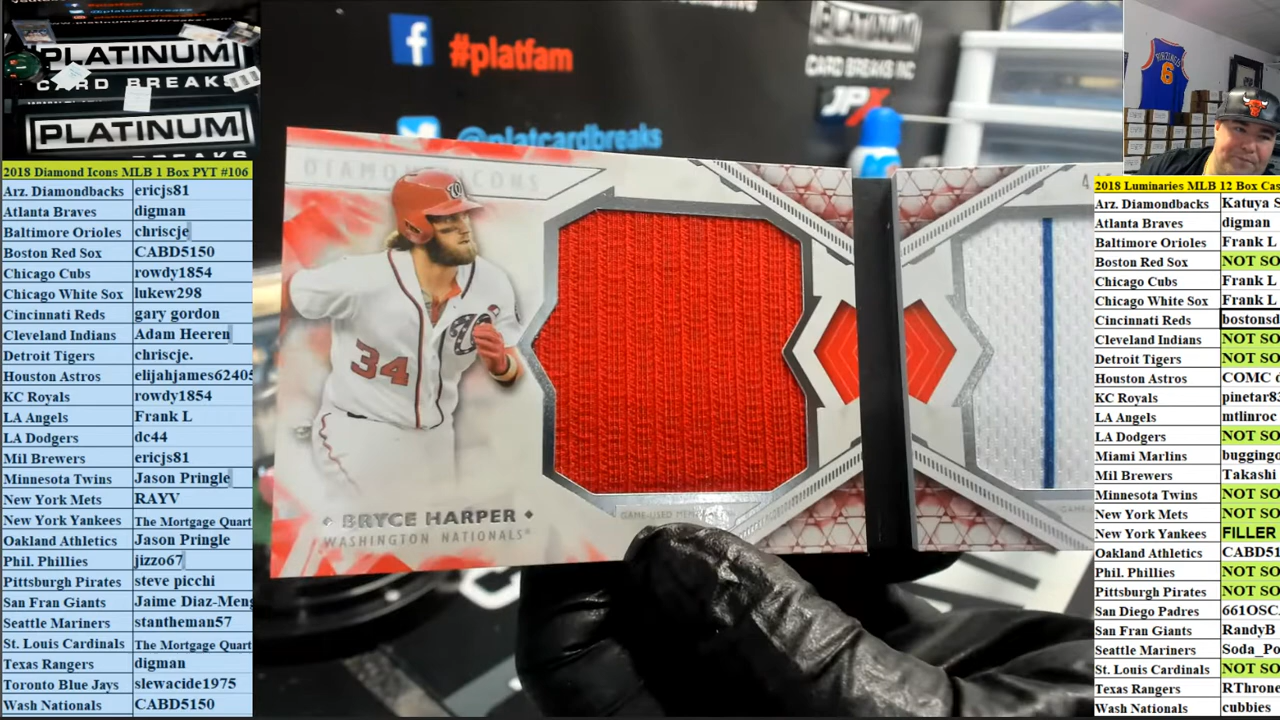 www.platinumcardbreaks
PLATINUM
CARD BREAKS
PLATINUM
BREAKS
2018 Diamond Icons MLB 1 Box PYT #106
Arz. Diamondbacks ericjs81
Atlanta Braves digman
Baltimore Orioles chriscje
Boston Red Sox CABD5150
Chicago Cubs rowdy1854
Chicago White Sox lukew298
Cincinnati Reds gary gordon
Cleveland Indians Adam Heeren
Detroit Tigers chriscje.
Houston Astros elijahjames62405
KC Royals rowdy1854
LA Angels Frank L
LA Dodgers dc44
Mil Brewers ericjs81
Minnesota Twins Jason Pringle
New York Mets RAYV
New York Yankees The Mortgage Quart
Oakland Athletics Jason Pringle
Phil. Phillies jizzo67
Pittsburgh Pirates steve picchi
San Fran Giants Jaime Diaz-Meng
Seattle Mariners stantheman57
St. Louis Cardinals The Mortgage Quart
Texas Rangers digman
Toronto Blue Jays slewacide1975
Wash Nationals CABD5150
f #platfam
@platcardbreaks
PLATINUM
CARD BREAKS INC
JPX
DIAMOND ICONS
W
34
BRYCE HARPER
WASHINGTON NATIONALS
GAME-USED MEM
6
2018 Luminaries MLB 12 Box Cas
Arz. Diamondbacks Katuya S
Atlanta Braves digman
Baltimore Orioles Frank L
Boston Red Sox NOT SO
Chicago Cubs Frank L
Chicago White Sox Frank L
Cincinnati Reds bostonsd
Cleveland Indians NOT SO
Detroit Tigers NOT SO
Houston Astros COMC d
KC Royals pinetar83
LA Angels mtlinroc
LA Dodgers NOT SO
Miami Marlins buggingo
Mil Brewers Takashi
Minnesota Twins NOT SO
New York Mets NOT SO
New York Yankees FILLER
Oakland Athletics CABD51
Phil. Phillies NOT SO
Pittsburgh Pirates NOT SO
San Diego Padres 661OSC
San Fran Giants RandyB
Seattle Mariners Soda_Po
St. Louis Cardinals NOT SO
Texas Rangers RThrone
Wash Nationals cubbies